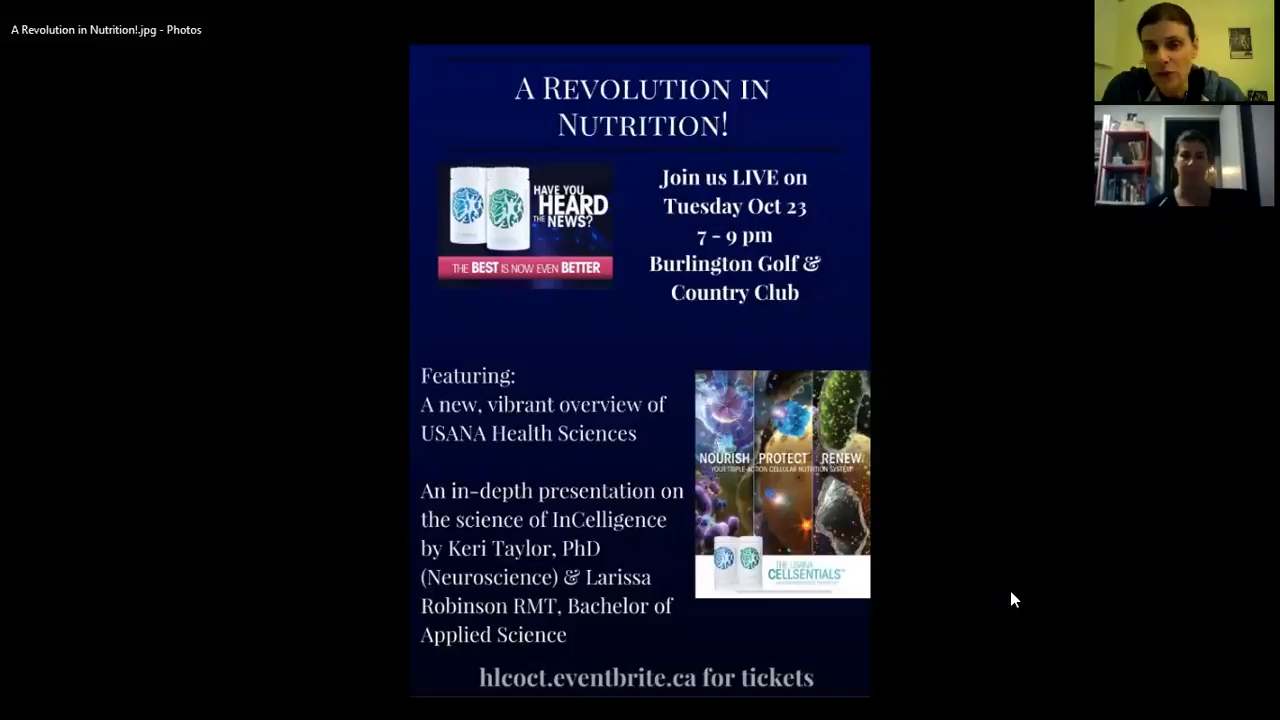 A Revolution in Nutrition!.jpg - Photos
A REVOLUTION IN
NUTRITION!
HAVE YOU
HEARD
THE NEWS?
THE BEST IS NOW EVEN BETTER
Join us LIVE on
Tuesday Oct 23
7 - 9 pm
Burlington Golf &
Country Club
Featuring:
A new, vibrant overview of
USANA Health Sciences
An in-depth presentation on
the science of InCelligence
by Keri Taylor, PhD
(Neuroscience) & Larissa
Robinson RMT, Bachelor of
Applied Science
NOURISH PROTECT RENEW
YOUR TRIPLE-ACTION CELLULAR NUTRITION SYSTEM
THE USANA
CELLSENTIALS™
hlcoct.eventbrite.ca for tickets